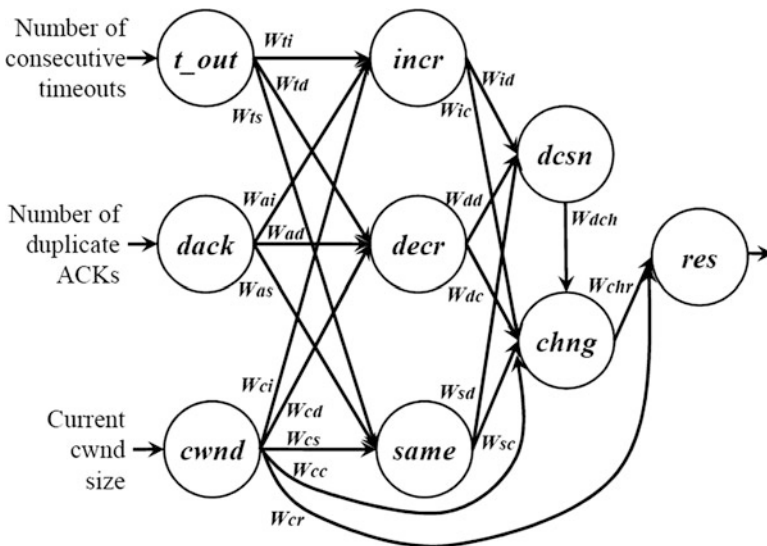 Number of
consecutive
timeouts
t_out
Wti
incr
Wtd
Wts
Wid
Wic
dcsn
Number of
duplicate
ACKs
dack
Wai
Wad
Was
decr
Wdd
Wdc
Wdch
Wchr
res
chng
Current
cwnd
size
cwnd
Wci
Wcd
Wcs
Wcc
Wcr
same
Wsd
Wsc